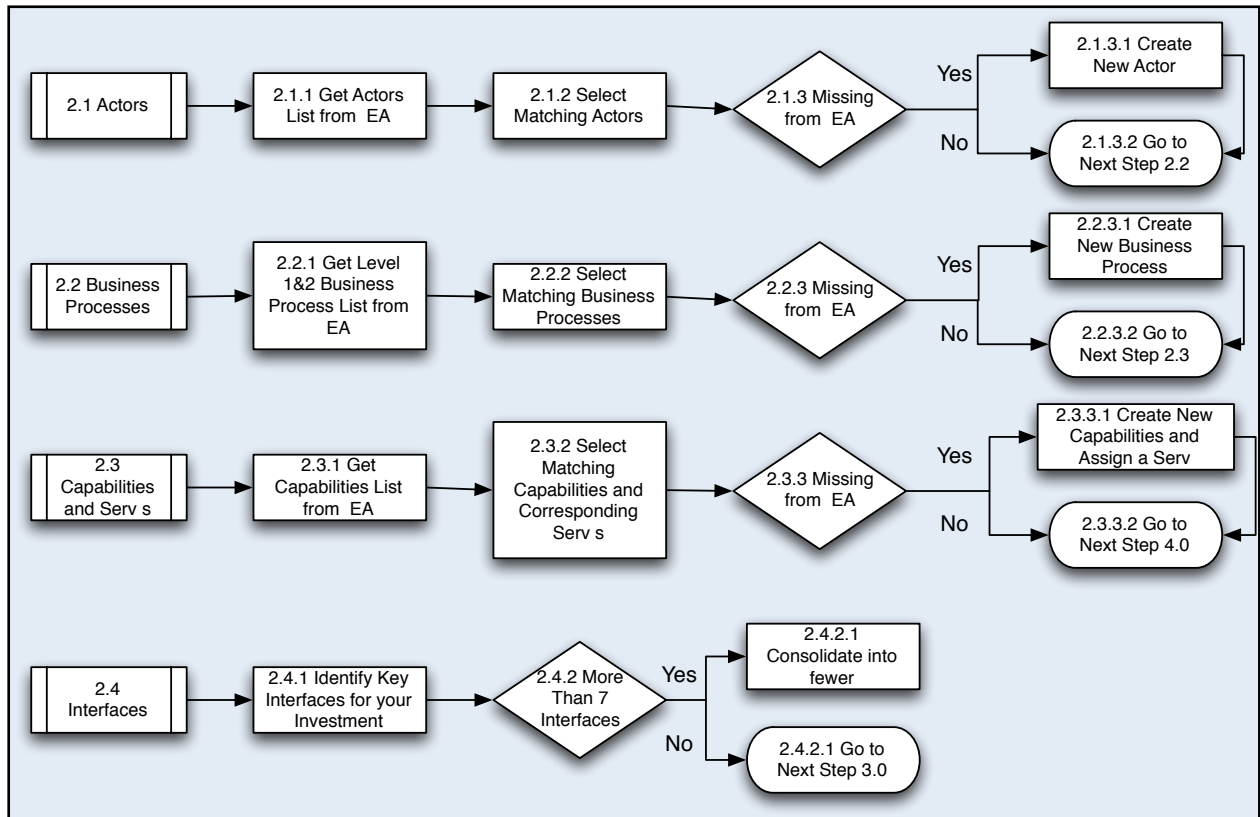 2.1 Actors
2.1.1 Get Actors
List from EA
2.1.2 Select
Matching Actors
2.1.3 Missing
from EA
Yes
No
2.1.3.1 Create
New Actor
2.1.3.2 Go to
Next Step 2.2
2.2 Business
Processes
2.2.1 Get Level
1&2 Business
Process List from
EA
2.2.2 Select
Matching Business
Processes
2.2.3 Missing
from EA
Yes
No
2.2.3.1 Create
New Business
Process
2.2.3.2 Go to
Next Step 2.3
2.3
Capabilities
and Serv s
2.3.1 Get
Capabilities List
from EA
2.3.2 Select
Matching
Capabilities and
Corresponding
Serv s
2.3.3 Missing
from EA
Yes
No
2.3.3.1 Create New
Capabilities and
Assign a Serv
2.3.3.2 Go to
Next Step 4.0
2.4
Interfaces
2.4.1 Identify Key
Interfaces for your
Investment
2.4.2 More
Than 7
Interfaces
Yes
No
2.4.2.1
Consolidate into
fewer
2.4.2.1 Go to
Next Step 3.0